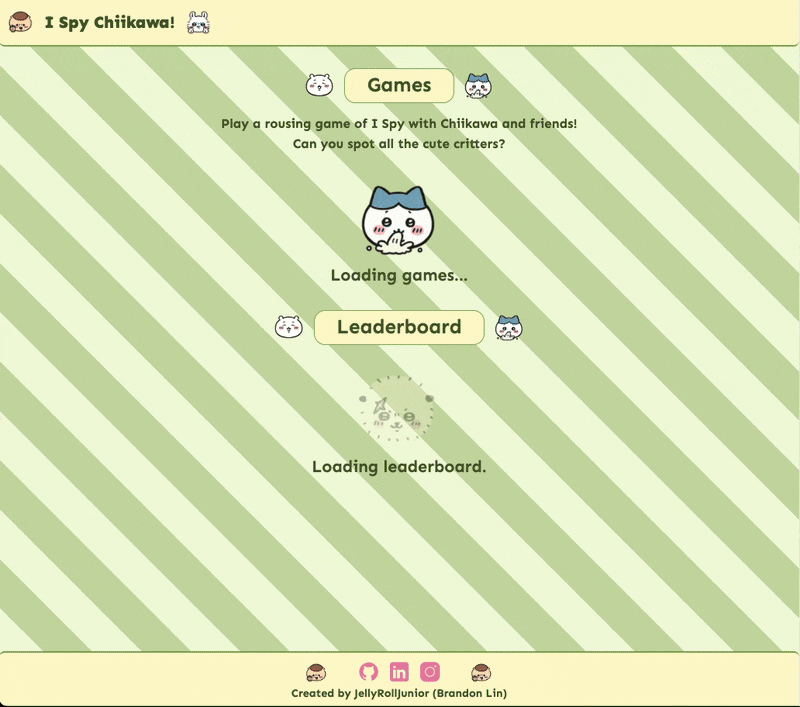 I Spy Chiikawa!
Games
Play a rousing game of I Spy with Chiikawa and friends!
Can you spot all the cute critters?
Loading games...
Leaderboard
Loading leaderboard.
in
Created by JellyRollJunior (Brandon Lin)